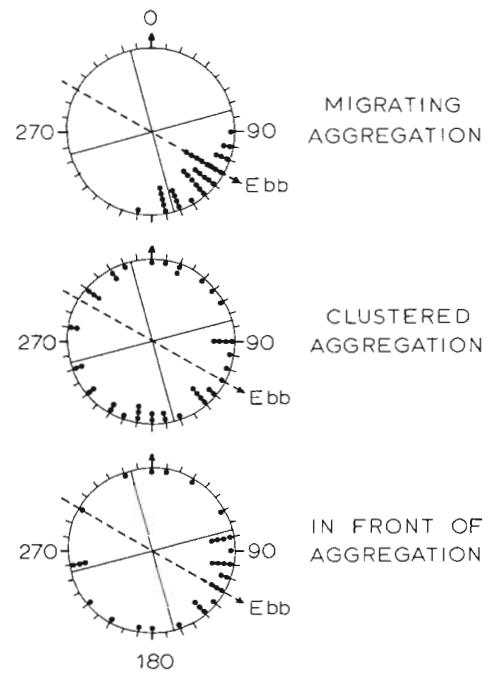 0
270
90
Ebb
MIGRATING
AGGREGATION
270
90
Ebb
CLUSTERED
AGGREGATION
270
90
Ebb
IN FRONT OF
AGGREGATION
180